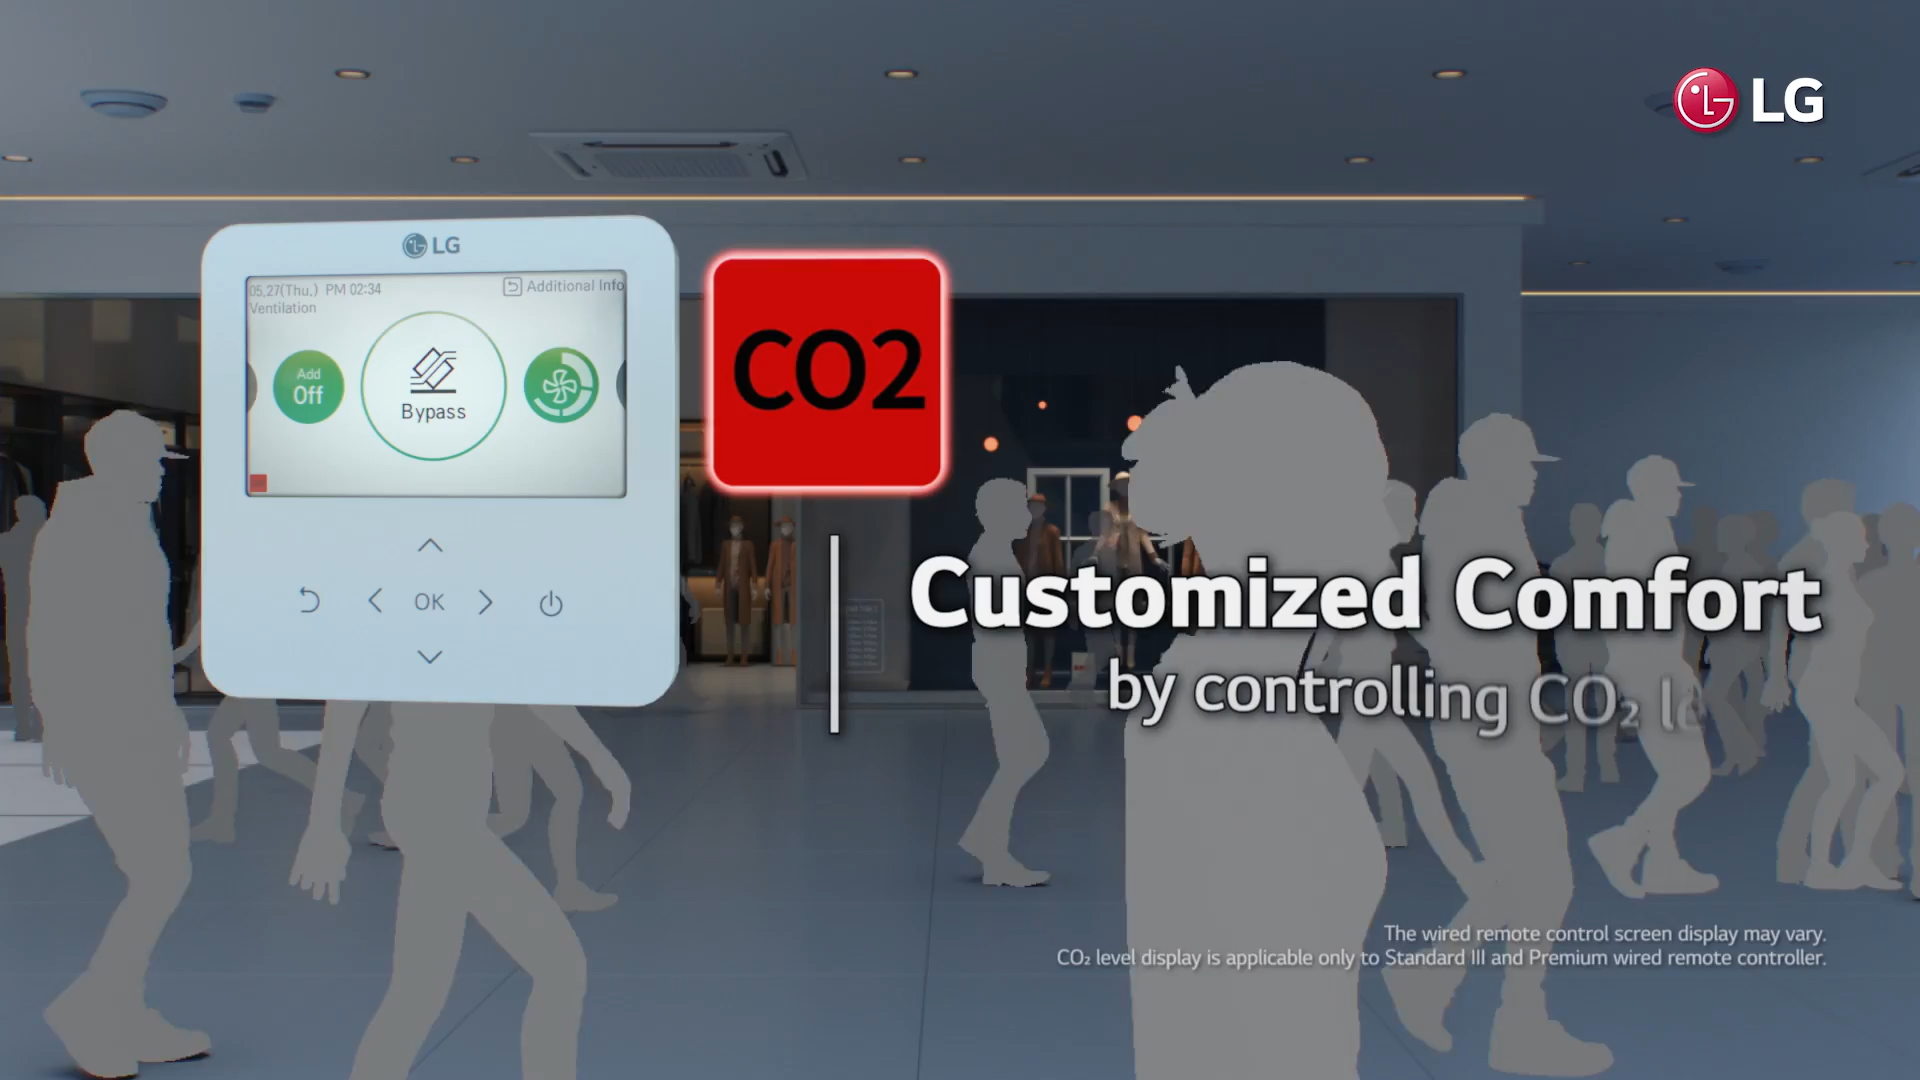 LG
LG
05,27(Thu.) PM 02:34
Additional Info
Ventilation
Add
Off
Bypass
CO2
OK
Customized Comfort
by controlling CO₂
The wired remote control screen display may vary.
CO₂ level display is applicable only to Standard III and Premium wired remote controller.